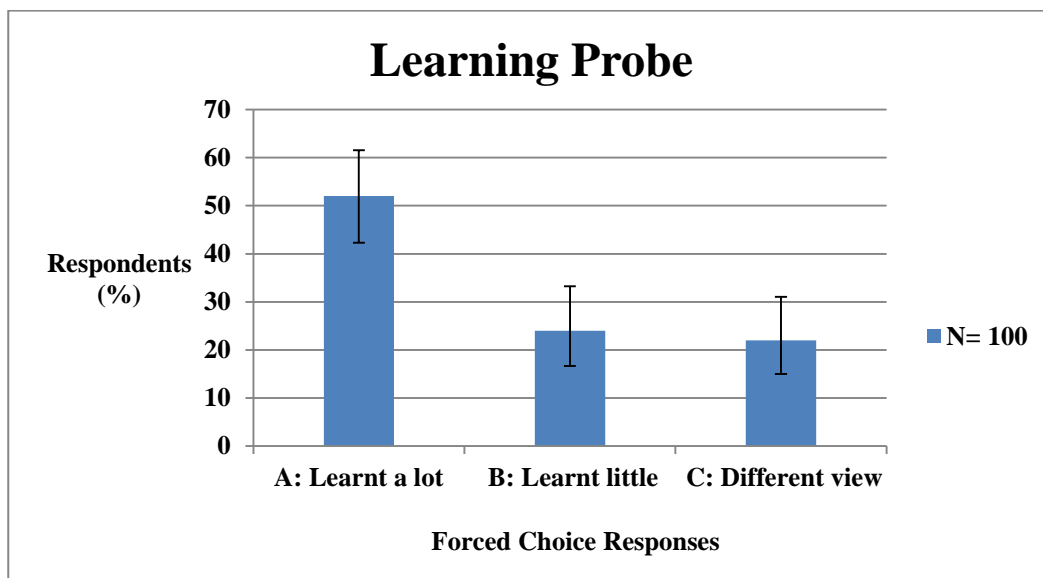 Learning Probe
70
60
50
40
30
20
10
0
Respondents
(%)
A: Learnt a lot
B: Learnt little
C: Different view
Forced Choice Responses
N= 100